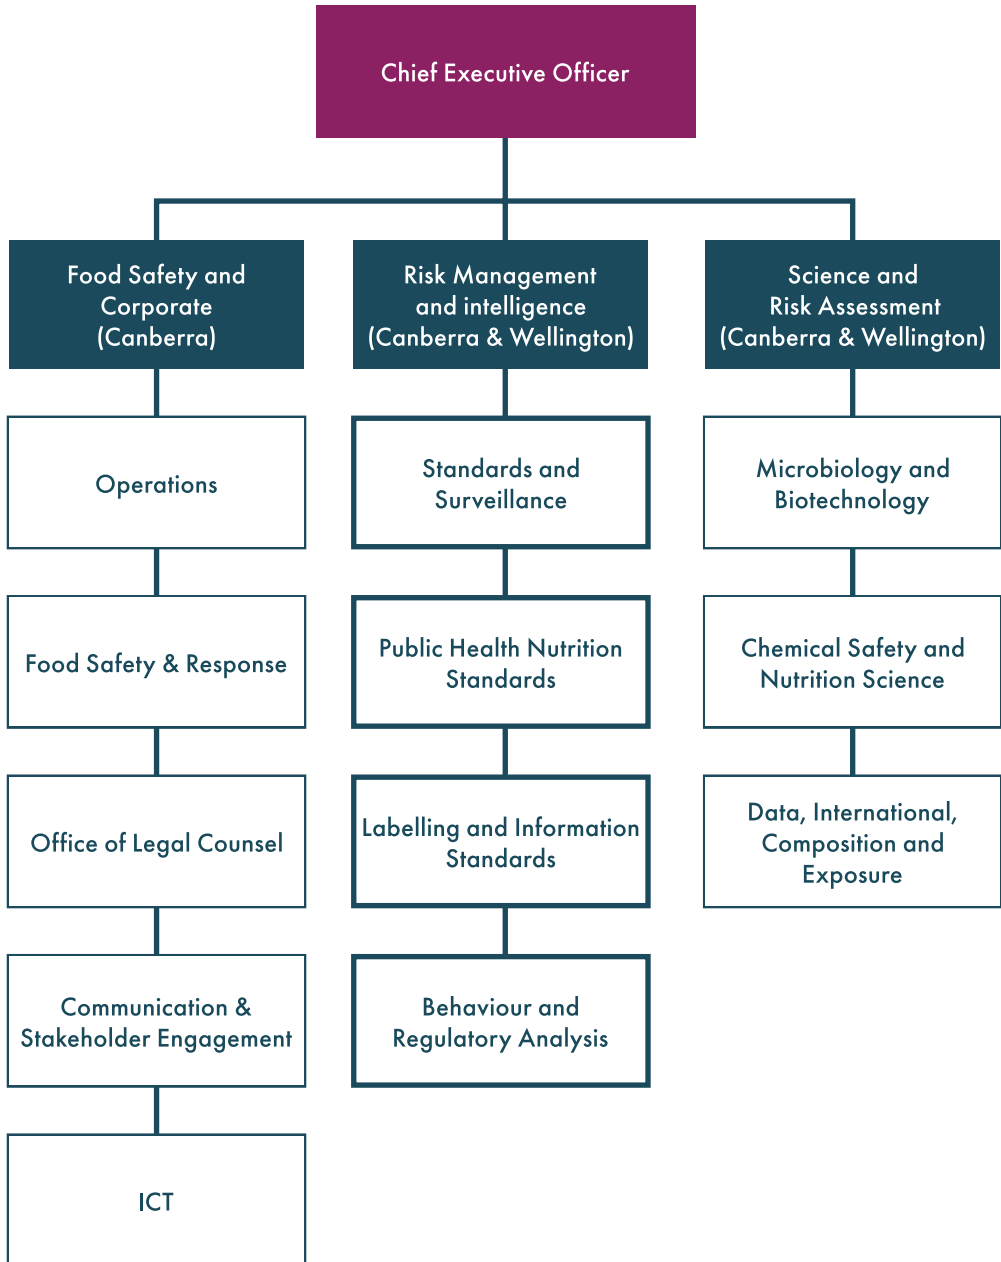 Chief Executive Officer
Food Safety and
Corporate
(Canberra)
Risk Management
and intelligence
(Canberra & Wellington)
Science and
Risk Assessment
(Canberra & Wellington)
Operations
Standards and
Surveillance
Microbiology and
Biotechnology
Food Safety & Response
Public Health Nutrition
Standards
Chemical Safety and
Nutrition Science
Office of Legal Counsel
Labelling and Information
Standards
Data, International,
Composition and
Exposure
Communication &
Stakeholder Engagement
Behaviour and
Regulatory Analysis
ICT